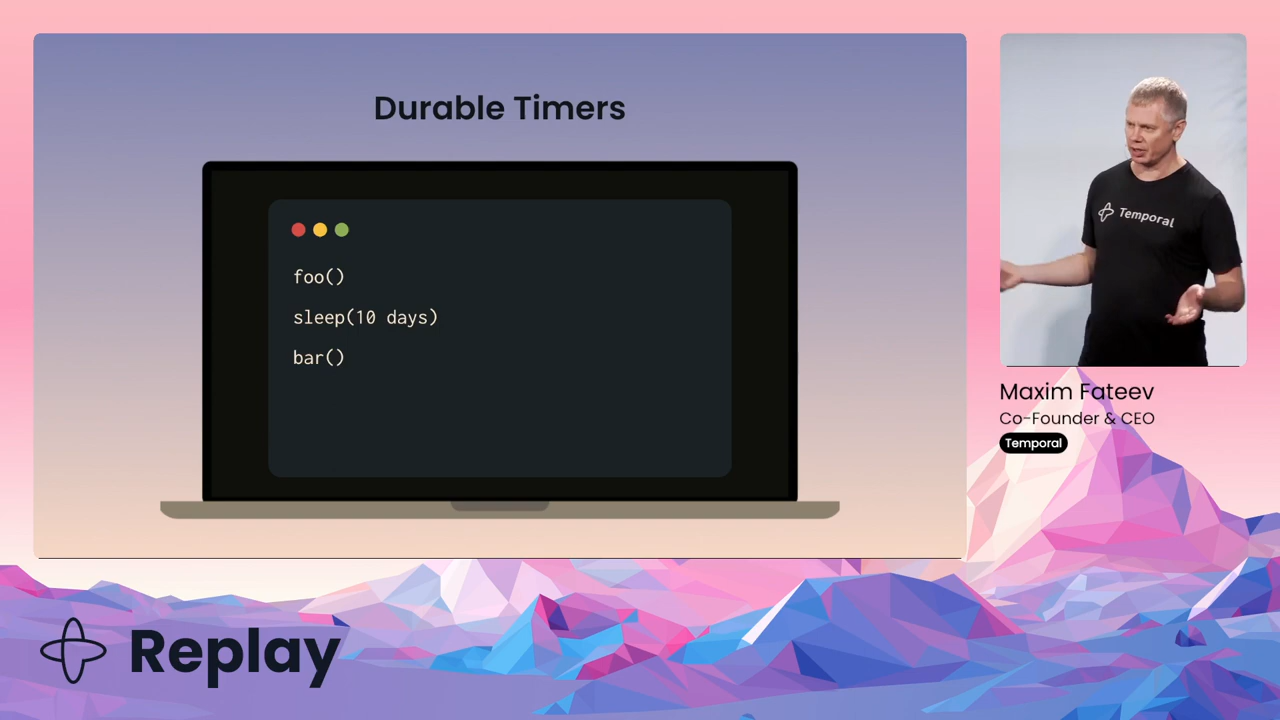 Durable Timers
foo()
sleep(10 days)
bar()
Temporal
Maxim Fateev
Co-Founder & CEO
Temporal
Replay